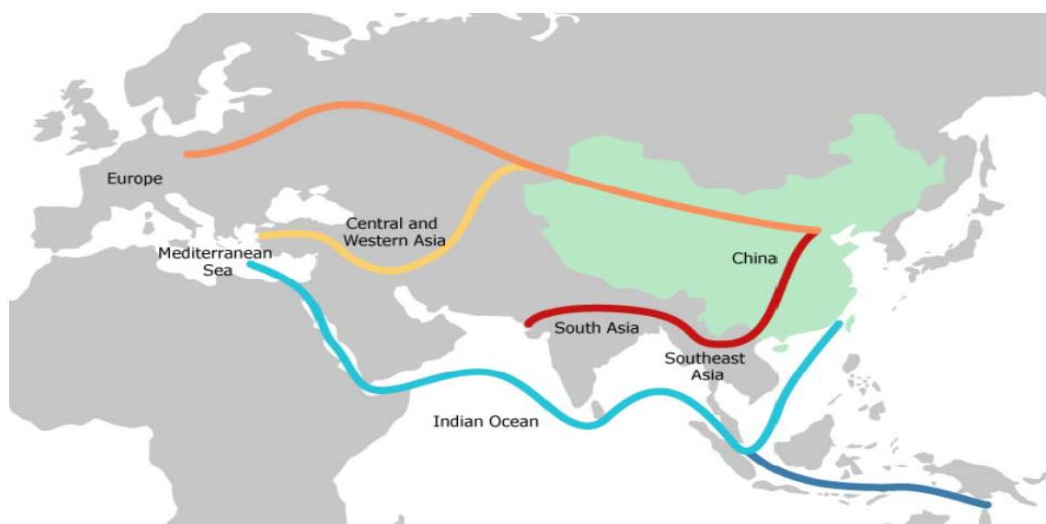 Europe
Central and
Western Asia
Mediterranean
Sea
China
South Asia
Southeast
Asia
Indian Ocean